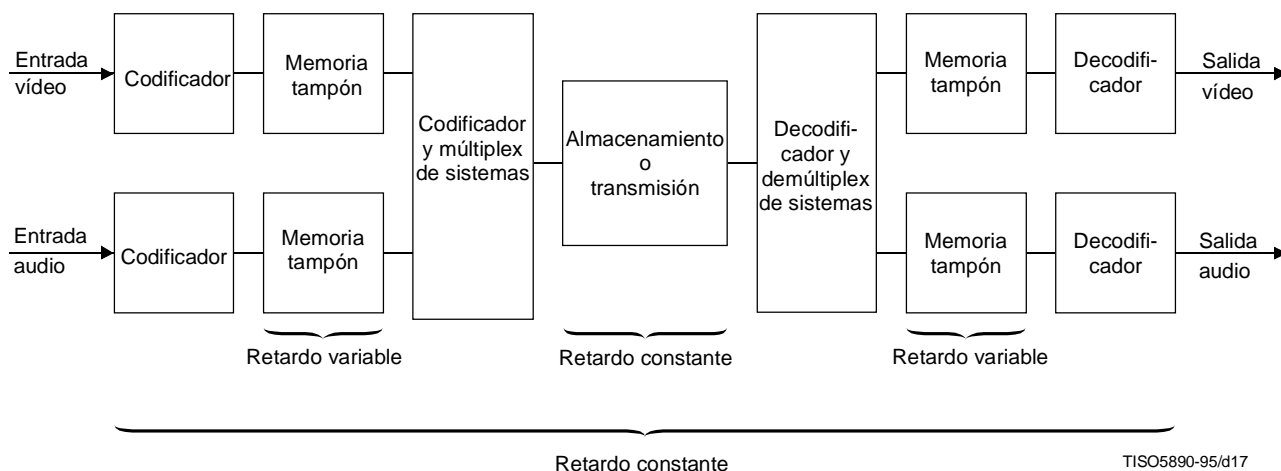 Entrada
vídeo
Codificador
Memoria
tampón
Codificador
y múltiplex
de sistemas
Almacenamiento
o
transmisión
Decodifi-
cador y
demúltiplex
de sistemas
Memoria
tampón
Decodifi-
cador
Salida
vídeo
Entrada
audio
Codificador
Memoria
tampón
Memoria
tampón
Decodifi-
cador
Salida
audio
Retardo variable
Retardo constante
Retardo variable
Retardo constante
TISO5890-95/d17